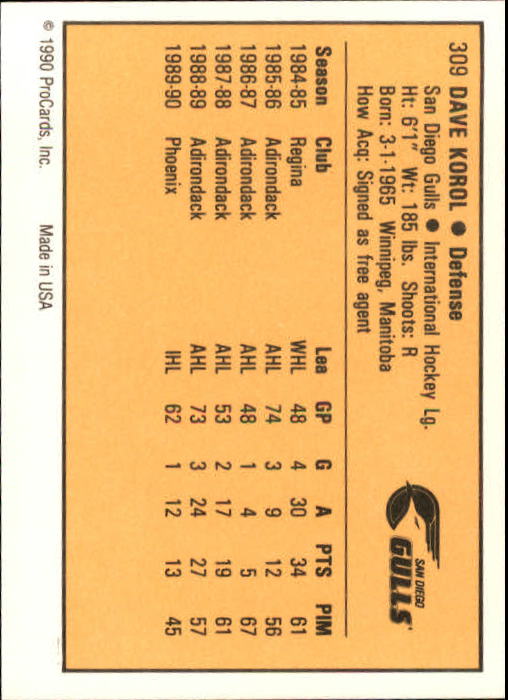 309 DAVE KOROL ● Defense
San Diego Gulls ● International Hockey Lg.
Ht: 6'1" Wt: 185 lbs. Shoots: R
Born: 3-1-1965 Winnipeg, Manitoba
How Acq: Signed as free agent
SAN DIEGO
GULLS
Season Club Lea GP G A PTS PIM
1984-85 Regina WHL 48 4 30 34 61
1985-86 Adirondack AHL 74 3 9 12 56
1986-87 Adirondack AHL 48 1 4 5 67
1987-88 Adirondack AHL 53 2 17 19 61
1988-89 Adirondack AHL 73 3 24 27 57
1989-90 Phoenix IHL 62 1 12 13 45
© 1990 ProCards, Inc. Made in USA